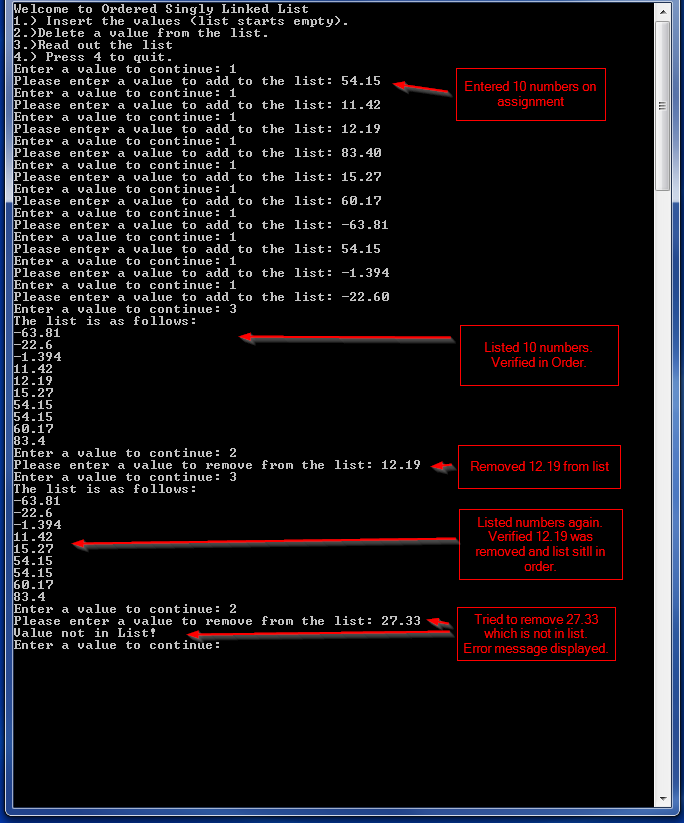 Welcome to Ordered Singly Linked List
1.) Insert the values (list starts empty).
2.)Delete a value from the list.
3.)Read out the list
4.) Press 4 to quit.
Enter a value to continue: 1
Please enter a value to add to the list: 54.15
Enter a value to continue: 1
Please enter a value to add to the list: 11.42
Enter a value to continue: 1
Please enter a value to add to the list: 12.19
Enter a value to continue: 1
Please enter a value to add to the list: 83.40
Enter a value to continue: 1
Please enter a value to add to the list: 15.27
Enter a value to continue: 1
Please enter a value to add to the list: 60.17
Enter a value to continue: 1
Please enter a value to add to the list: -63.81
Enter a value to continue: 1
Please enter a value to add to the list: 54.15
Enter a value to continue: 1
Please enter a value to add to the list: -1.394
Enter a value to continue: 1
Please enter a value to add to the list: -22.60
Enter a value to continue: 3
The list is as follows:
-63.81
-22.6
-1.394
11.42
12.19
15.27
54.15
54.15
60.17
83.4
Enter a value to continue: 2
Please enter a value to remove from the list: 12.19
Enter a value to continue: 3
The list is as follows:
-63.81
-22.6
-1.394
11.42
15.27
54.15
54.15
60.17
83.4
Enter a value to continue: 2
Please enter a value to remove from the list: 27.33
Value not in List!
Enter a value to continue:
Entered 10 numbers on
assignment
Listed 10 numbers.
Verified in Order.
Removed 12.19 from list
Listed numbers again.
Verified 12.19 was
removed and list sitll in
order.
Tried to remove 27.33
which is not in list.
Error message displayed.